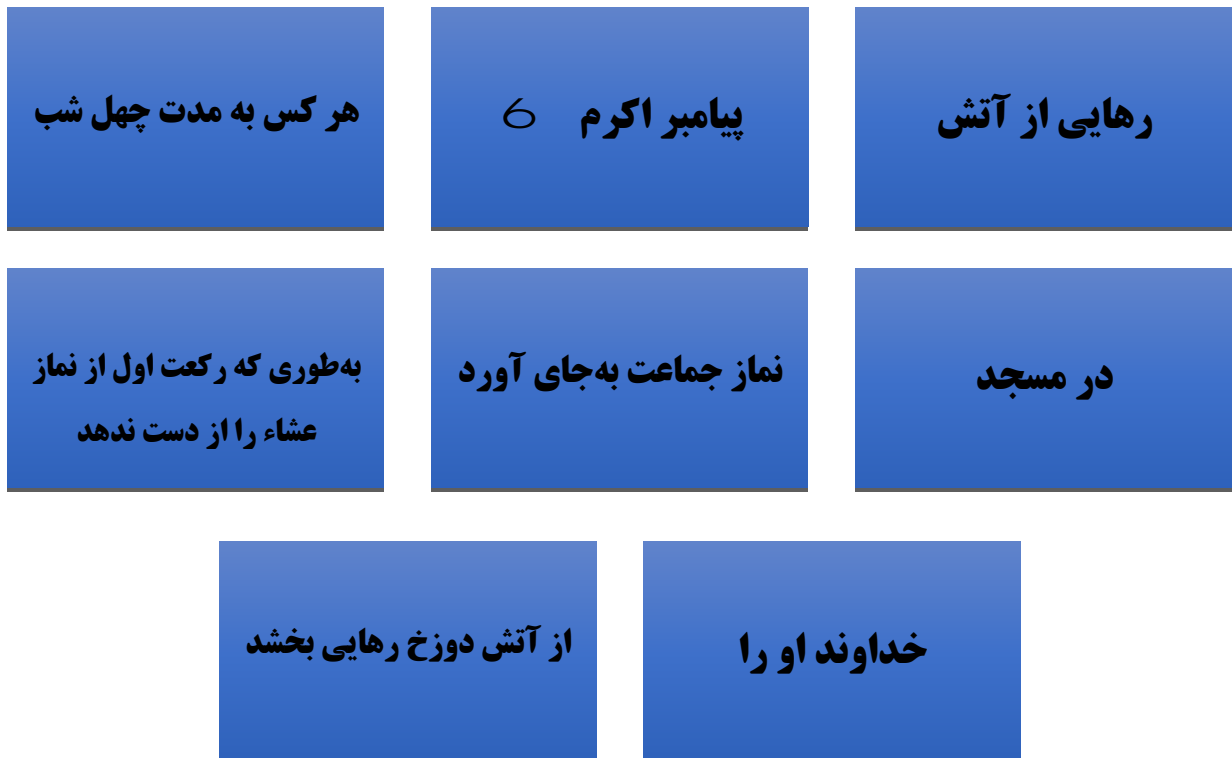 رهایی از آتش
پیامبر اکرم 6
هر کس به مدت چهل شب
در مسجد
نماز جماعت به‌جای آورد
به‌طوری که رکعت اول از نماز
عشاء را از دست ندهد
خداوند او را
از آتش دوزخ رهایی بخشد